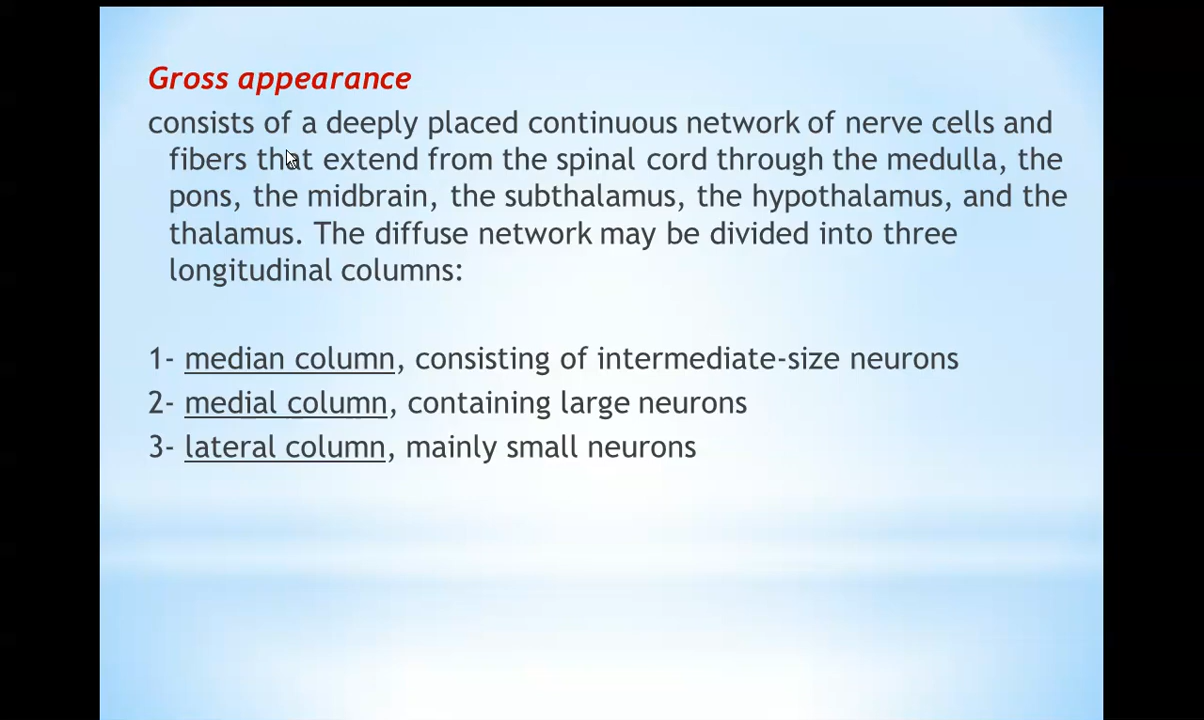 Gross appearance
consists of a deeply placed continuous network of nerve cells and
fibers that extend from the spinal cord through the medulla, the
pons, the midbrain, the subthalamus, the hypothalamus, and the
thalamus. The diffuse network may be divided into three
longitudinal columns:
1- median column, consisting of intermediate-size neurons
2- medial column, containing large neurons
3- lateral column, mainly small neurons